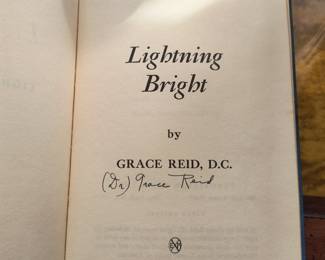 Lightning
Bright
by
GRACE REID, D.C.
(Dr) Grace Reid